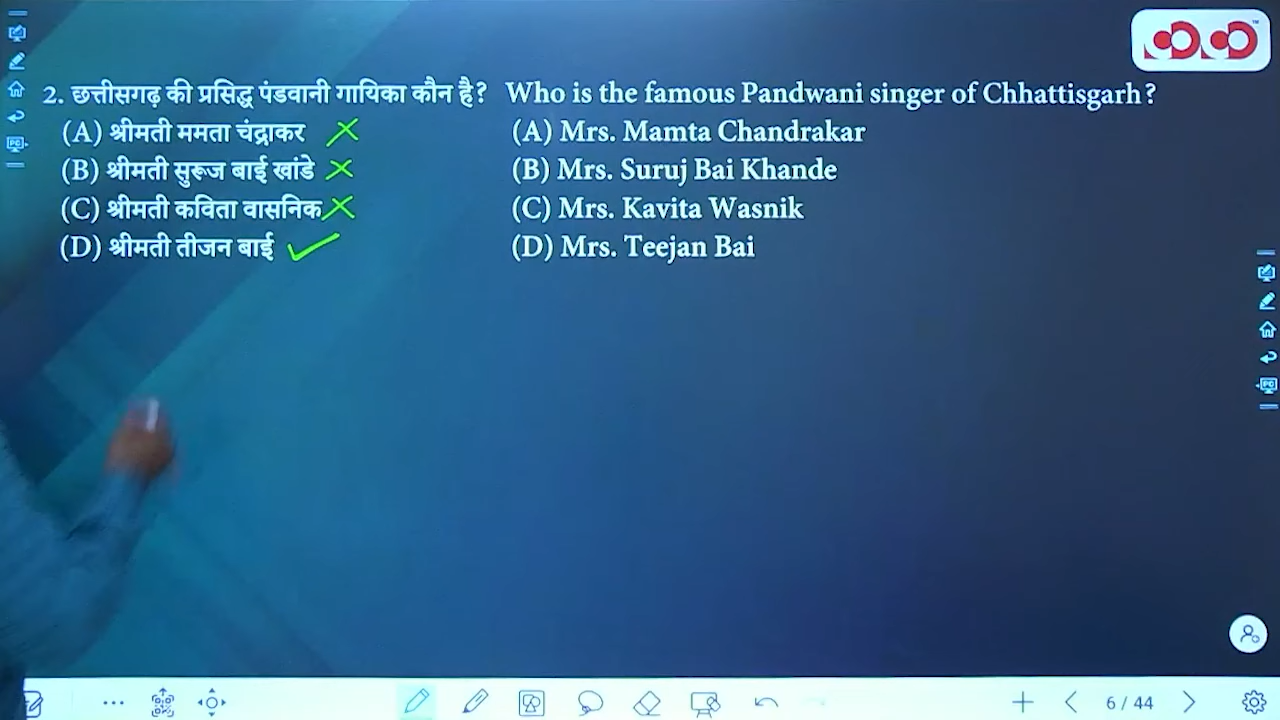 2. छत्तीसगढ़ की प्रसिद्ध पंडवानी गायिका कौन है? Who is the famous Pandwani singer of Chhattisgarh?
(A) श्रीमती ममता चंद्राकर (A) Mrs. Mamta Chandrakar
(B) श्रीमती सुरूज बाई खांडे (B) Mrs. Suruj Bai Khande
(C) श्रीमती कविता वासनिक (C) Mrs. Kavita Wasnik
(D) श्रीमती तीजन बाई (D) Mrs. Teejan Bai
6 / 44